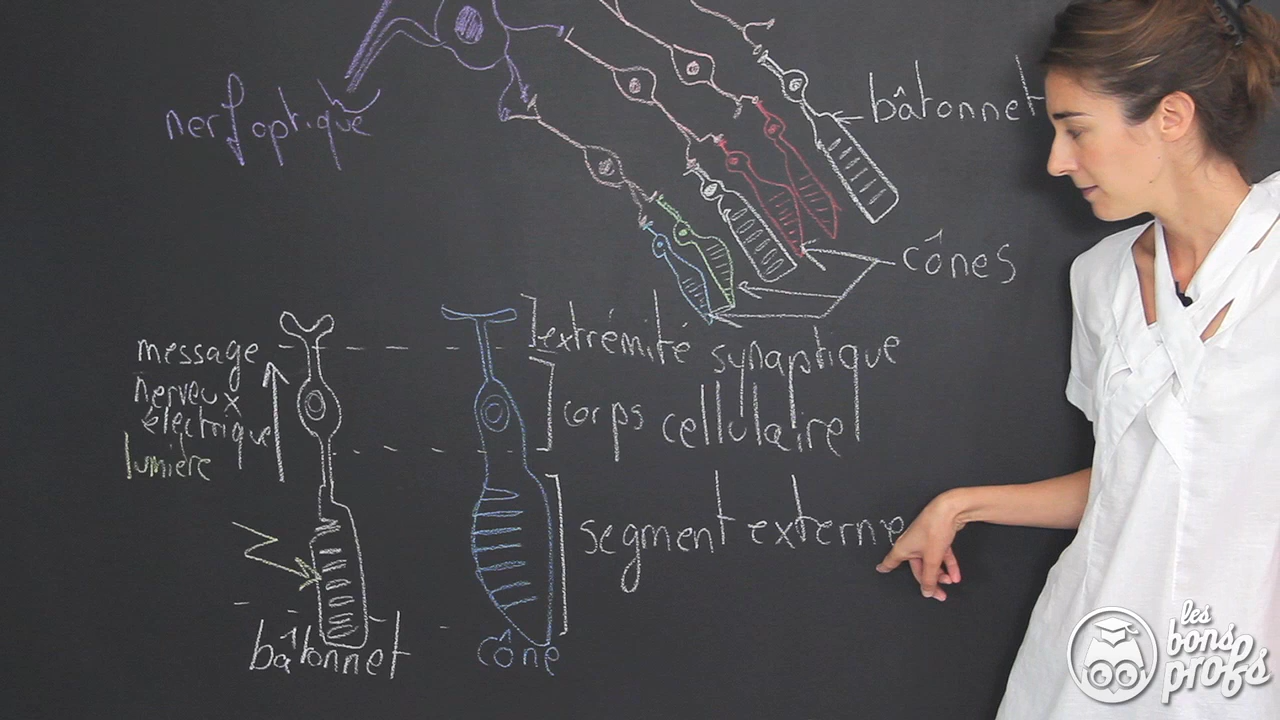 nerf optique
bâtonnet
cônes
extrémité synaptique
message
nerveux
électrique
corps cellulaire
lumière
segment externe
bâtonnet
cône
les
bons
profs